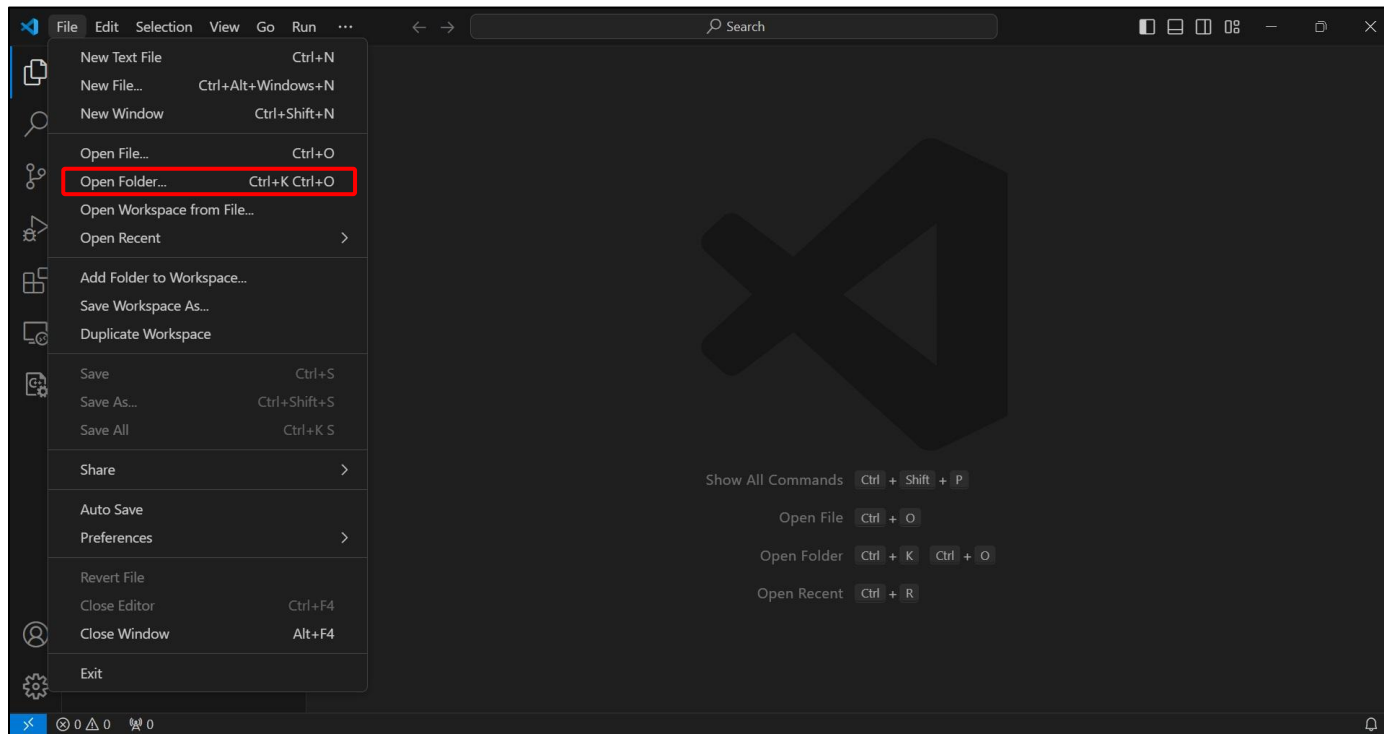 File Edit Selection View Go Run ··· Search
New Text File Ctrl+N
New File... Ctrl+Alt+Windows+N
New Window Ctrl+Shift+N
Open File... Ctrl+O
Open Folder... Ctrl+K Ctrl+O
Open Workspace from File...
Open Recent
Add Folder to Workspace...
Save Workspace As...
Duplicate Workspace
Save Ctrl+S
Save As... Ctrl+Shift+S
Save All Ctrl+K S
Share
Auto Save
Preferences
Revert File
Close Editor Ctrl+F4
Close Window Alt+F4
Exit
Show All Commands Ctrl + Shift + P
Open File Ctrl + O
Open Folder Ctrl + K Ctrl + O
Open Recent Ctrl + R
0 0 0